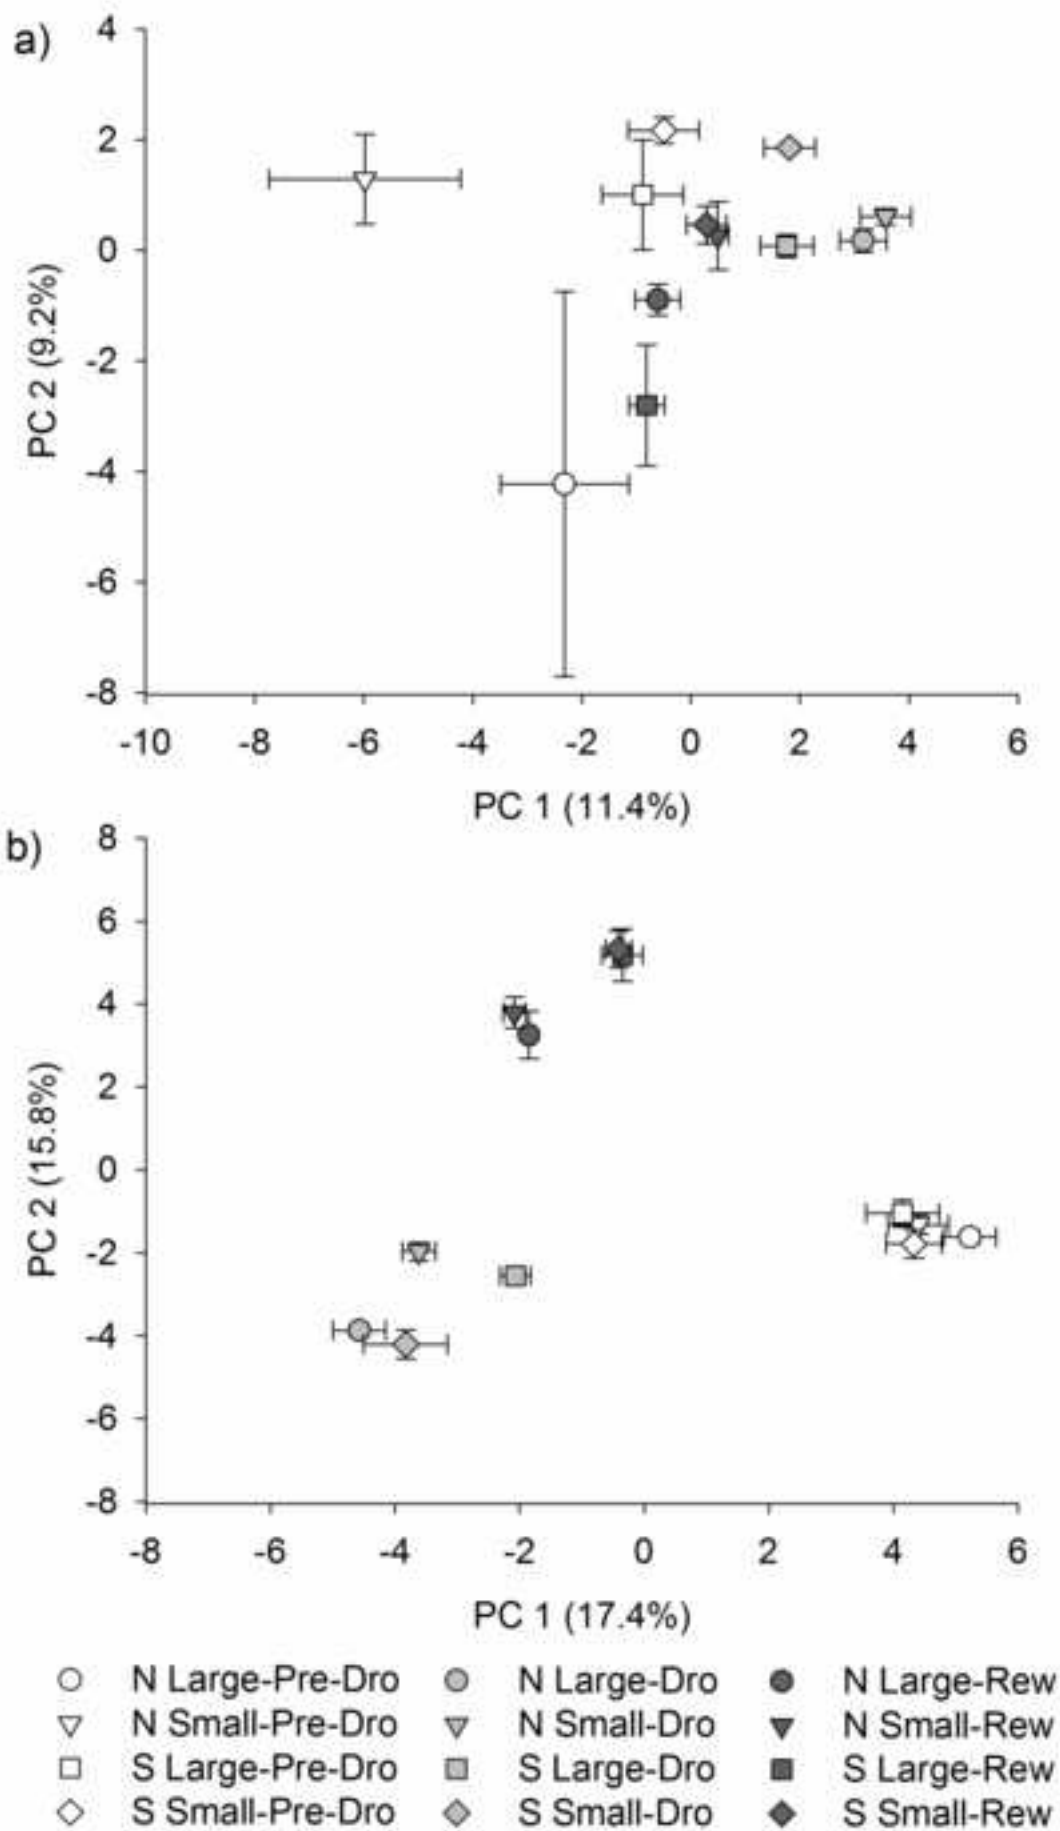 a)
4
2
0
-2
-4
-6
-8
PC 2 (9.2%)
-10 -8 -6 -4 -2 0 2 4 6
PC 1 (11.4%)
b)
8
6
4
2
0
-2
-4
-6
-8
PC 2 (15.8%)
-8 -6 -4 -2 0 2 4 6
PC 1 (17.4%)
N Large-Pre-Dro N Large-Dro N Large-Rew
N Small-Pre-Dro N Small-Dro N Small-Rew
S Large-Pre-Dro S Large-Dro S Large-Rew
S Small-Pre-Dro S Small-Dro S Small-Rew